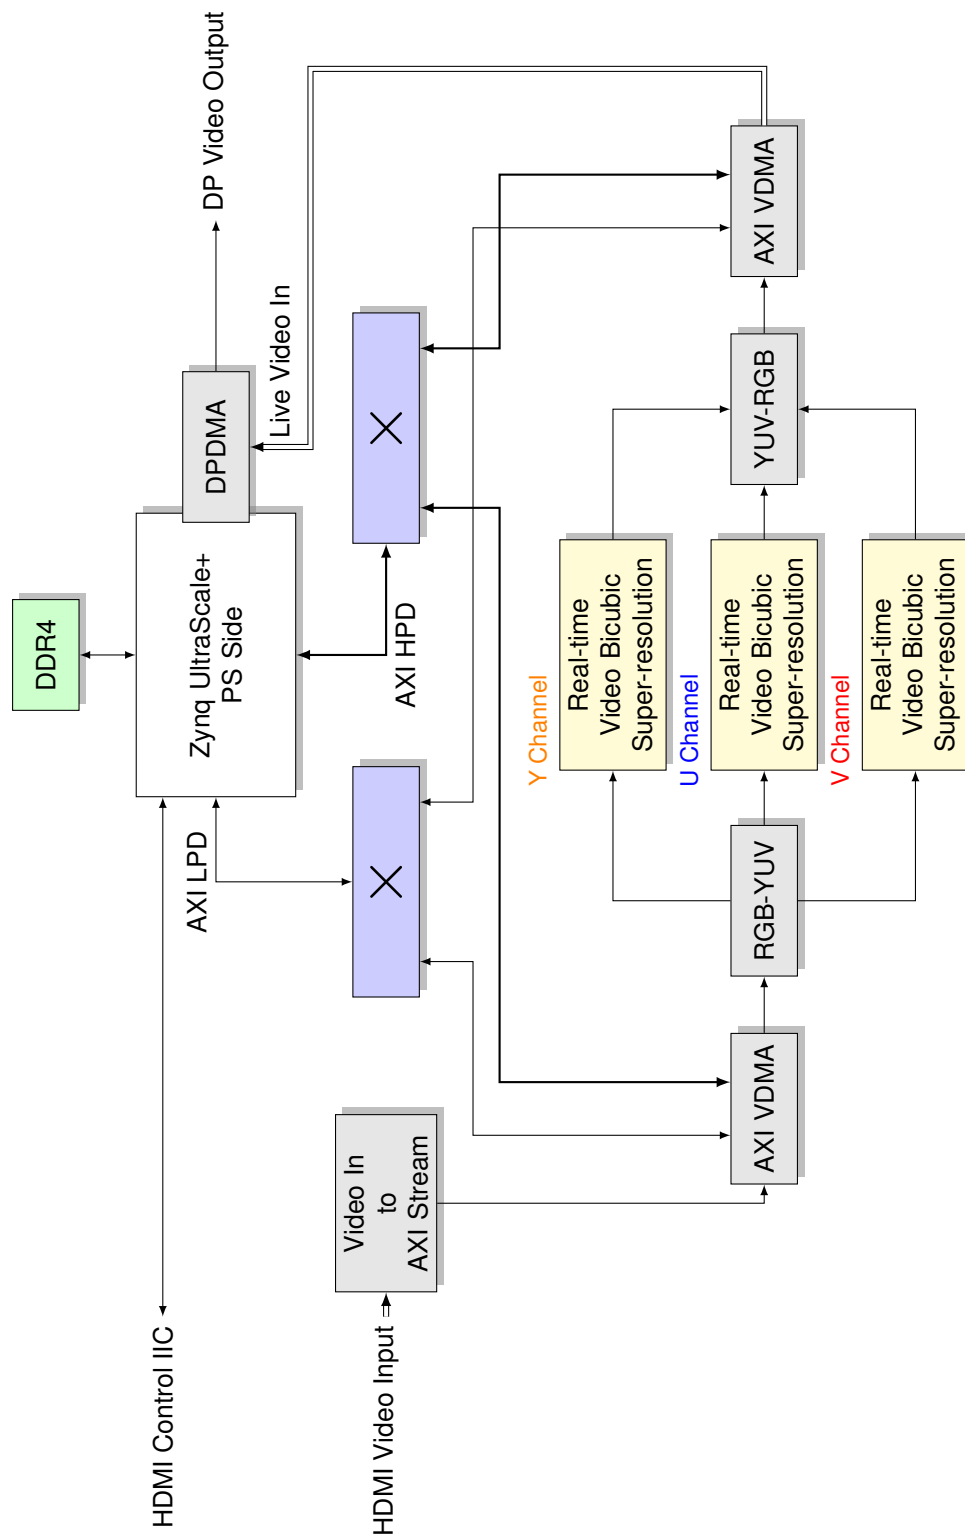 DDR4
Zynq UltraScale+
PS Side
DPDMA
DP Video Output
Live Video In
HDMI Control IIC
AXI LPD
AXI HPD
HDMI Video Input
Video In
to
AXI Stream
Y Channel
Real-time
Video Bicubic
Super-resolution
U Channel
Real-time
Video Bicubic
Super-resolution
V Channel
Real-time
Video Bicubic
Super-resolution
AXI VDMA
RGB-YUV
YUV-RGB
AXI VDMA